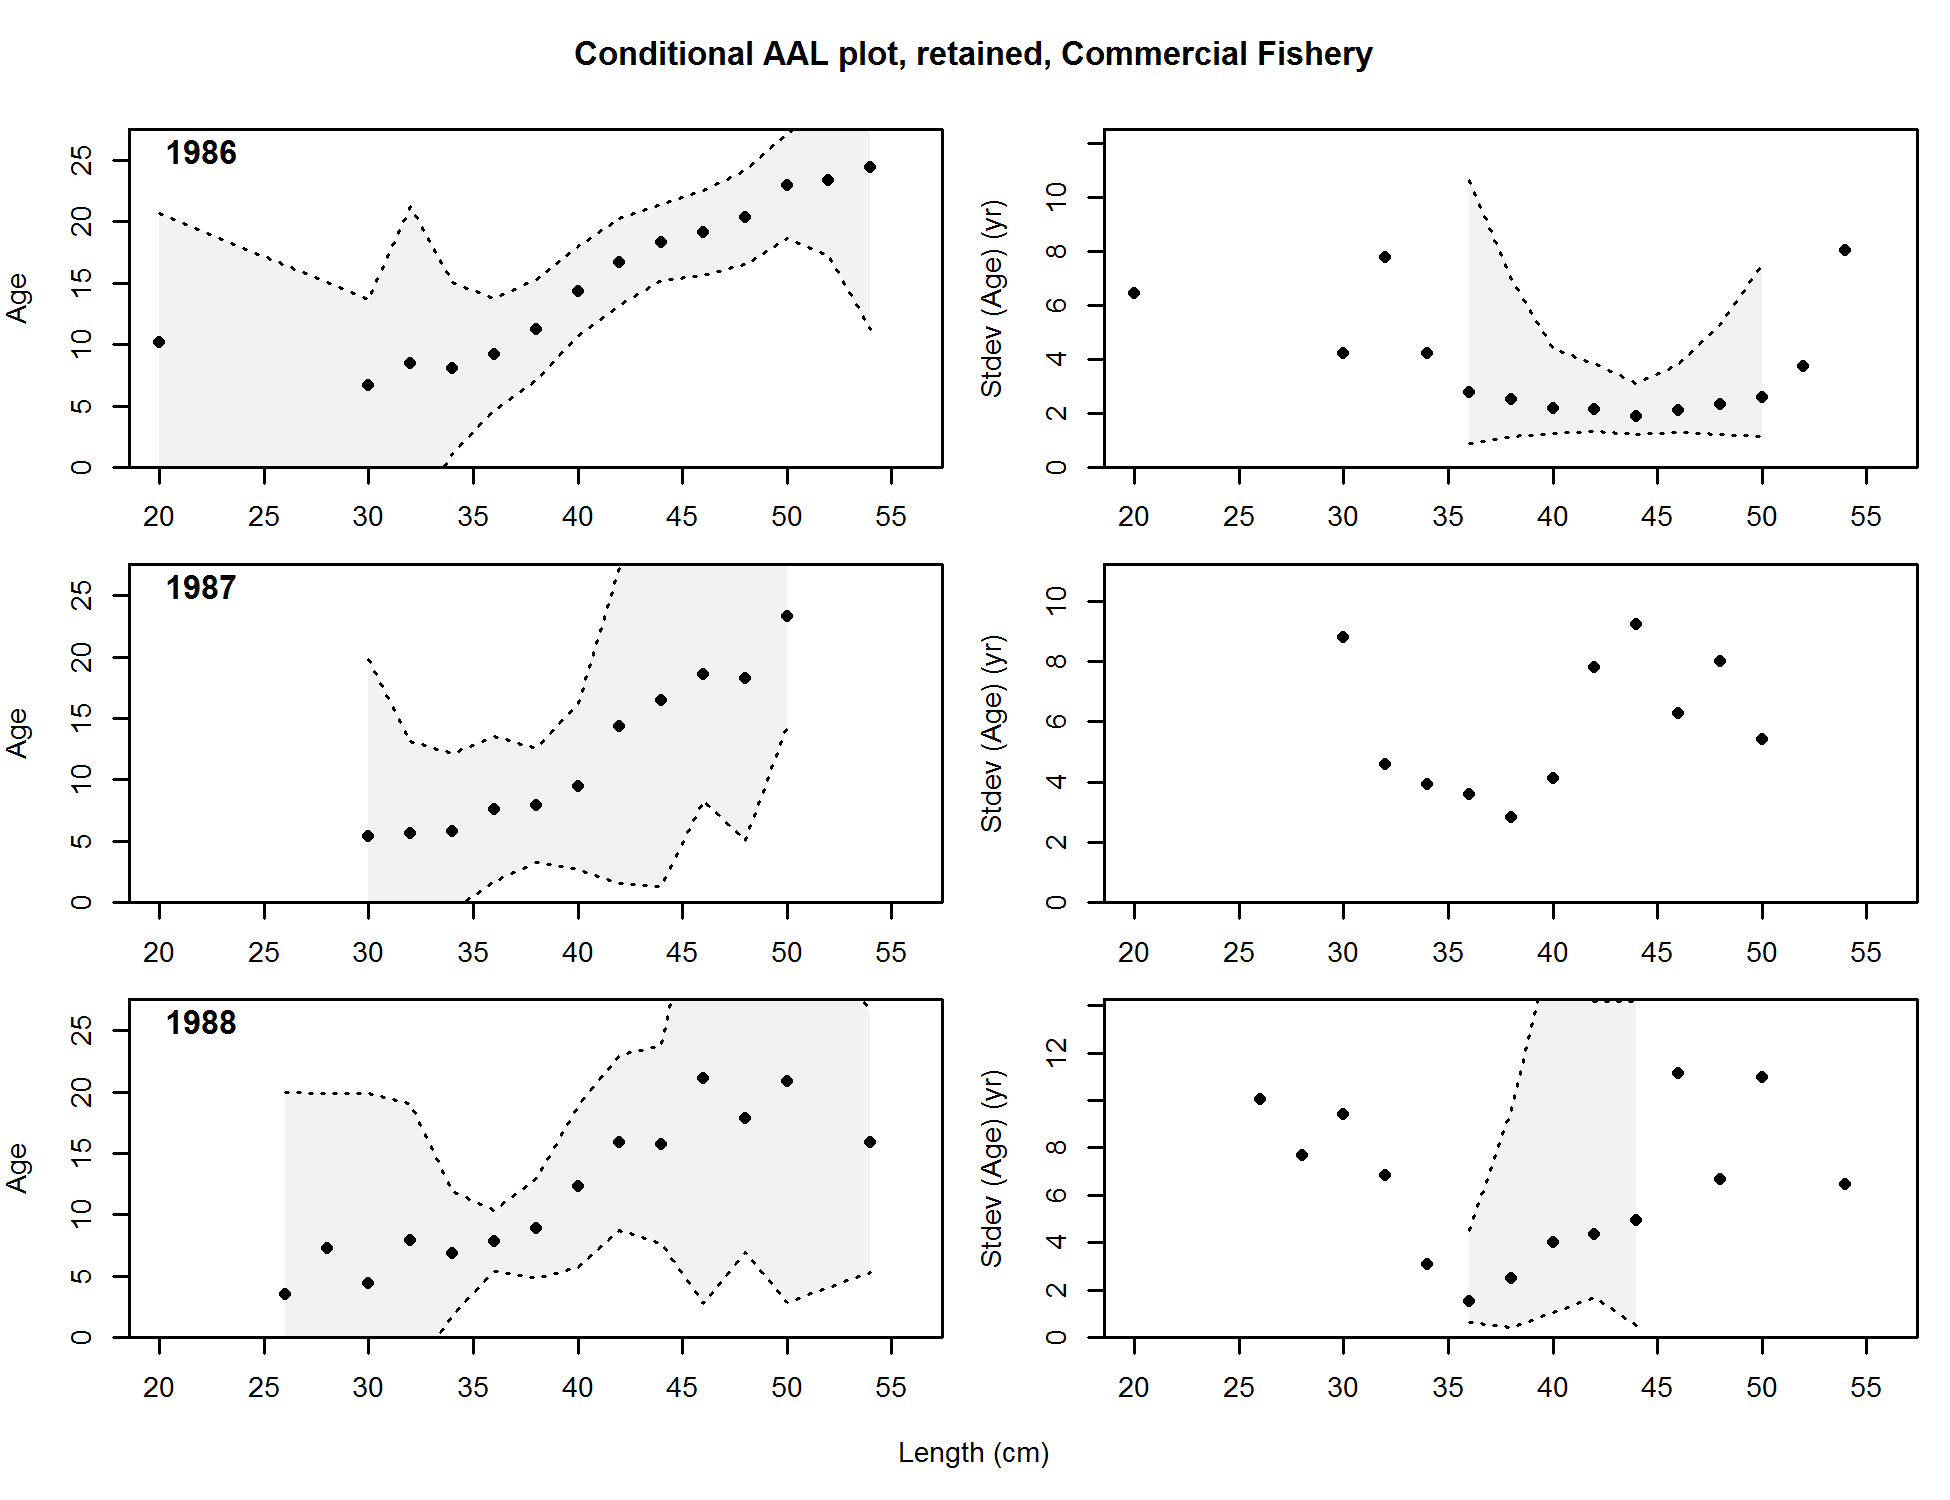 Conditional AAL plot, retained, Commercial Fishery
1986
Age
0 5 10 15 20 25
20 25 30 35 40 45 50 55
Stdev (Age) (yr)
0 2 4 6 8 10
20 25 30 35 40 45 50 55
1987
Age
0 5 10 15 20 25
20 25 30 35 40 45 50 55
Stdev (Age) (yr)
0 2 4 6 8 10
20 25 30 35 40 45 50 55
1988
Age
0 5 10 15 20 25
20 25 30 35 40 45 50 55
Stdev (Age) (yr)
0 2 4 6 8 12
20 25 30 35 40 45 50 55
Length (cm)